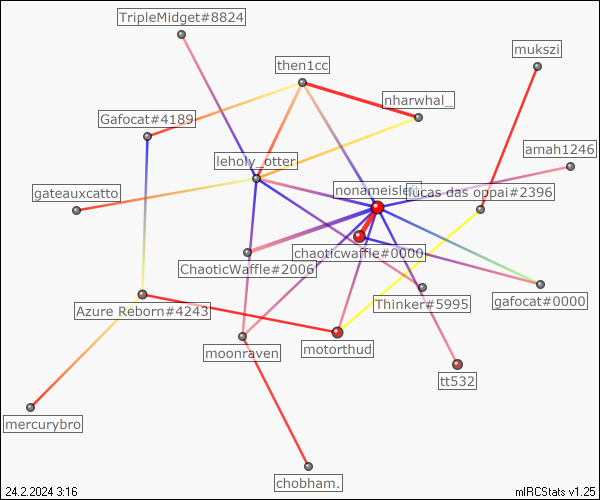 TripleMidget#8824
mukszi
then1cc
nharwhal_
Gafocat#4189
amah1246
leholy_otter
nonameisle
lucas das oppai#2396
gateauxcatto
chaoticwaffle#0000
ChaoticWaffle#2006
Thinker#5995
gafocat#0000
Azure Reborn#4243
moonraven
motorthud
tt532
mercurybro
chobham.
24.2.2024 3:16
mIRCStats v1.25